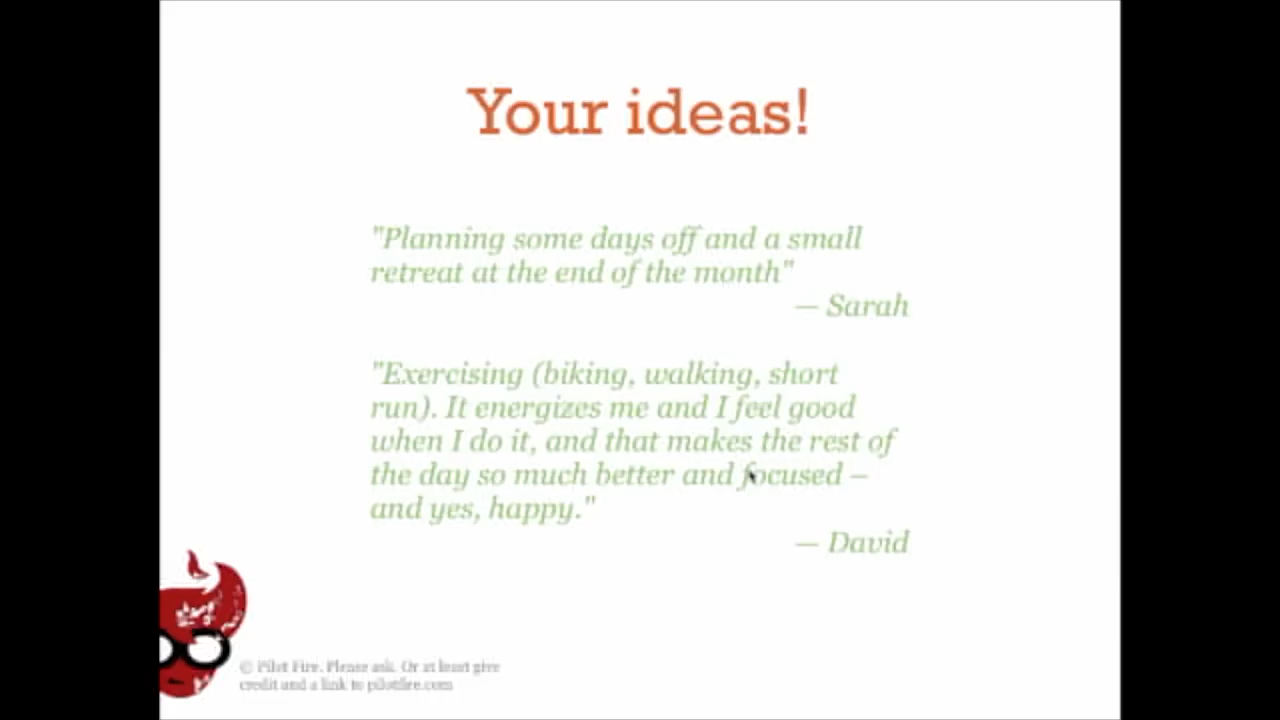 Your ideas!
"Planning some days off and a small
retreat at the end of the month"
— Sarah
"Exercising (biking, walking, short
run). It energizes me and I feel good
when I do it, and that makes the rest of
the day so much better and focused –
and yes, happy."
— David
© Pilot Fire. Please ask. Or at least give
credit and a link to pilotfire.com